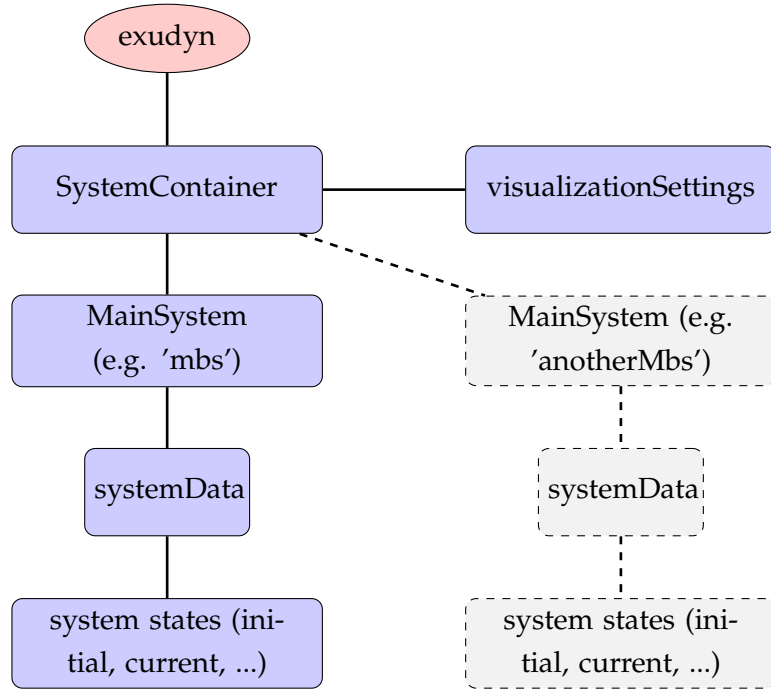 exudyn
SystemContainer
visualizationSettings
MainSystem
(e.g. 'mbs')
MainSystem (e.g.
'anotherMbs')
systemData
systemData
system states (ini-
tial, current, ...)
system states (ini-
tial, current, ...)